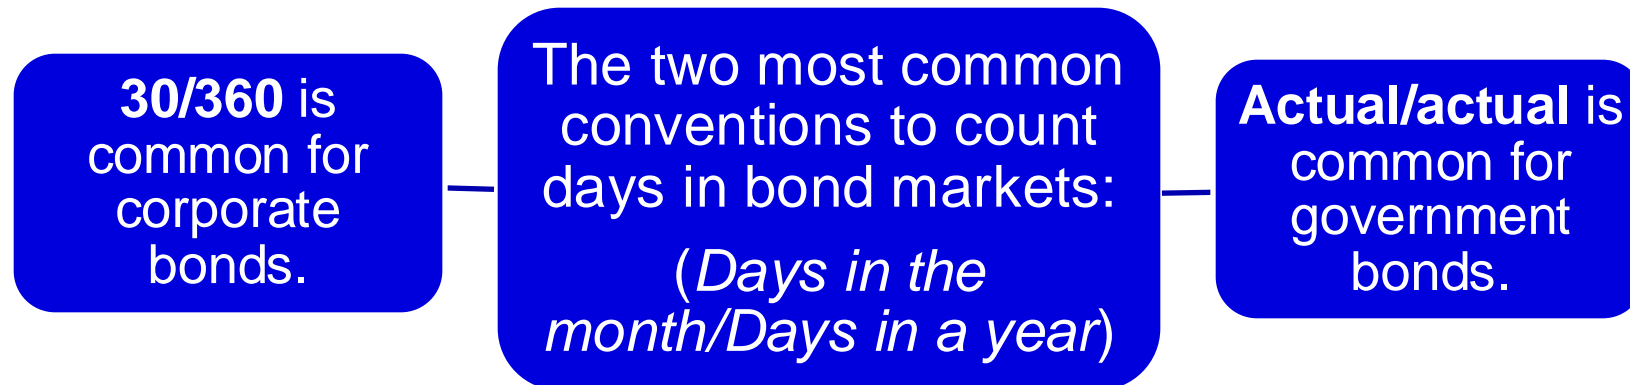 30/360 is
common for
corporate
bonds.
The two most common
conventions to count
days in bond markets:
(Days in the
month/Days in a year)
Actual/actual is
common for
government
bonds.